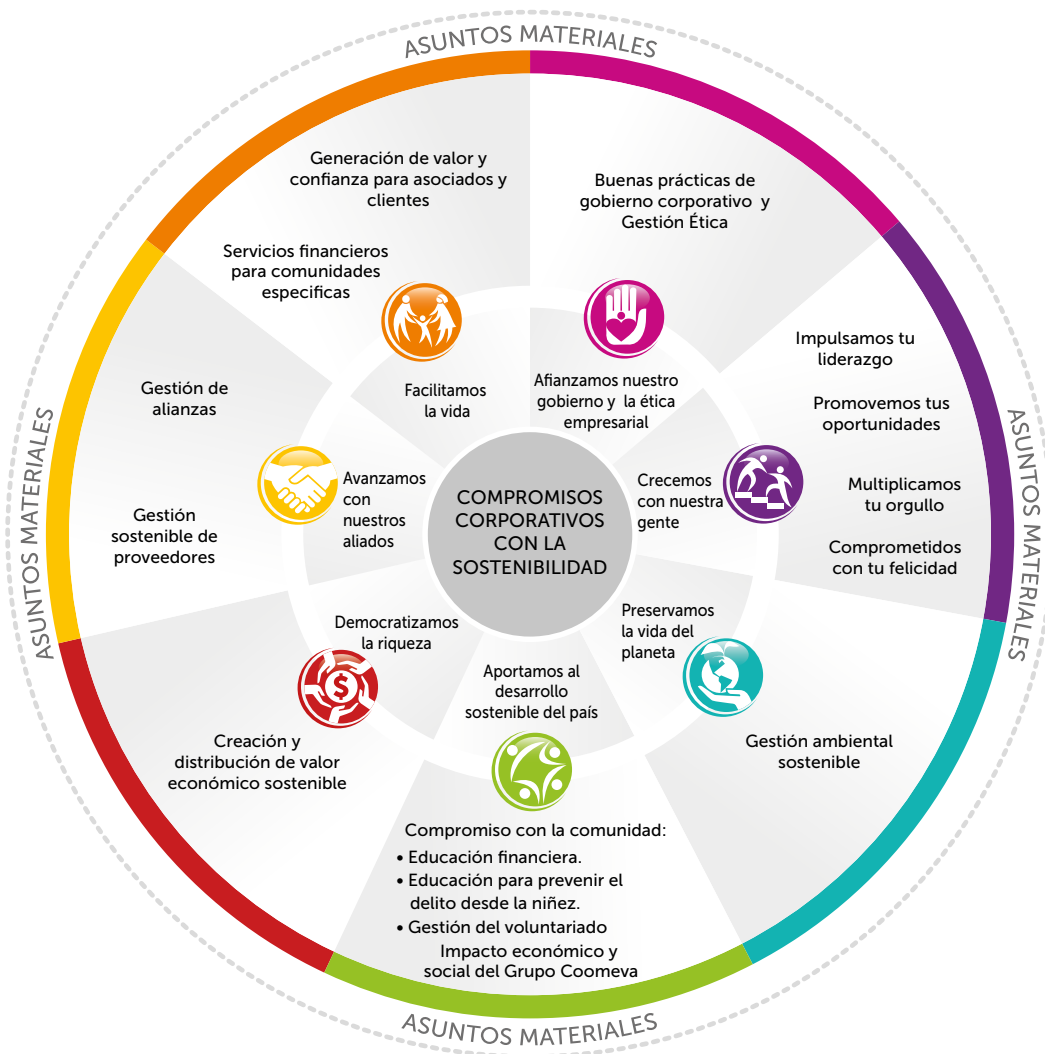 ASUNTOS MATERIALES
Generación de valor y
confianza para asociados y
clientes
Servicios financieros
para comunidades
especificas
Facilitamos
la vida
Buenas prácticas de
gobierno corporativo y
Gestión Ética
Afianzamos nuestro
gobierno y la ética
empresarial
Impulsamos tu
liderazgo
Promovemos tus
oportunidades
Multiplicamos
tu orgullo
Comprometidos
con tu felicidad
Crecemos
con nuestra
gente
ASUNTOS MATERIALES
Gestión ambiental
sostenible
Preservamos
la vida del
planeta
Aportamos al
desarrollo
sostenible del país
Compromiso con la comunidad:
• Educación financiera.
• Educación para prevenir el
delito desde la niñez.
• Gestión del voluntariado
Impacto económico y
social del Grupo Coomeva
ASUNTOS MATERIALES
Democratizamos
la riqueza
$
Creación y
distribución de valor
económico sostenible
Avanzamos
con
nuestros
aliados
Gestión de
alianzas
Gestión
sostenible de
proveedores
ASUNTOS MATERIALES
COMPROMISOS
CORPORATIVOS
CON LA
SOSTENIBILIDAD